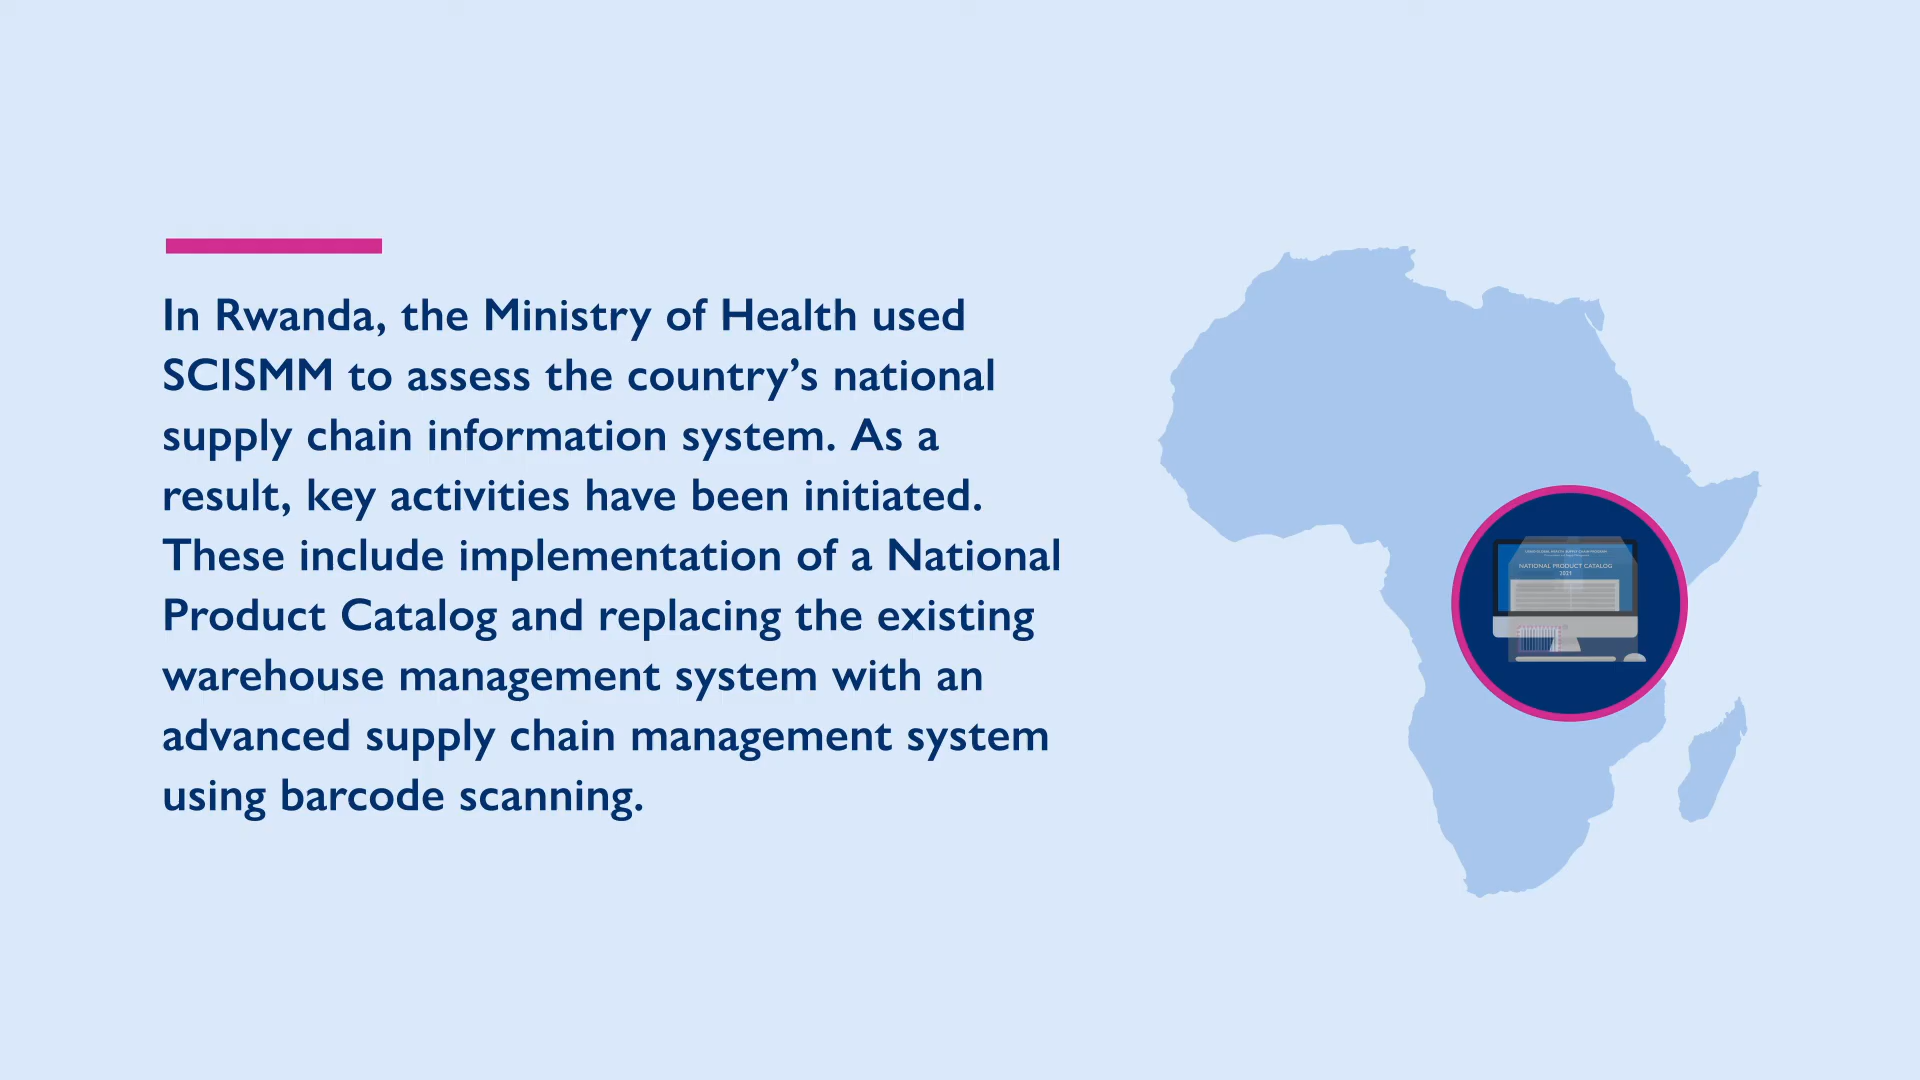 In Rwanda, the Ministry of Health used
SCISMM to assess the country’s national
supply chain information system. As a
result, key activities have been initiated.
These include implementation of a National
Product Catalog and replacing the existing
warehouse management system with an
advanced supply chain management system
using barcode scanning.
NATIONAL PRODUCT CATALOG
2021